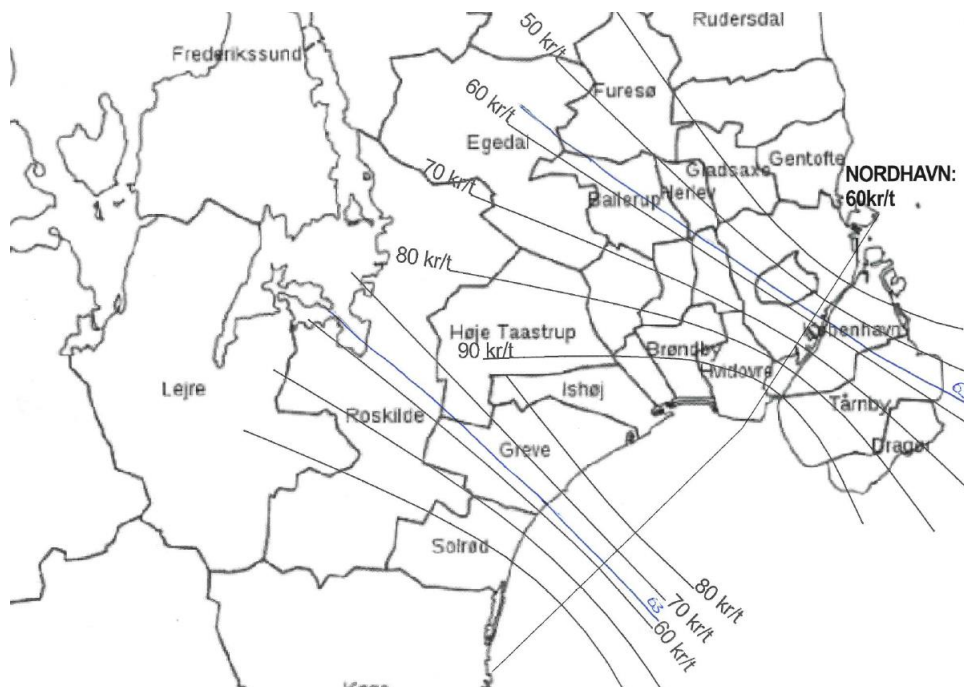 Rudersdal
Frederikssund
50 kr/t
Furesø
60 kr/t
Egedal
Gladsaxe
Gentofte
NORDHAVN:
60kr/t
70 kr/t
Ballerup
Herlev
80 kr/t
Høje Taastrup
København
90 kr/t
Brøndby
Hvidovre
Lejre
Ishøj
63
Roskilde
Tårnby
Greve
Dragør
Solrød
80 kr/t
63
70 kr/t
60 kr/t